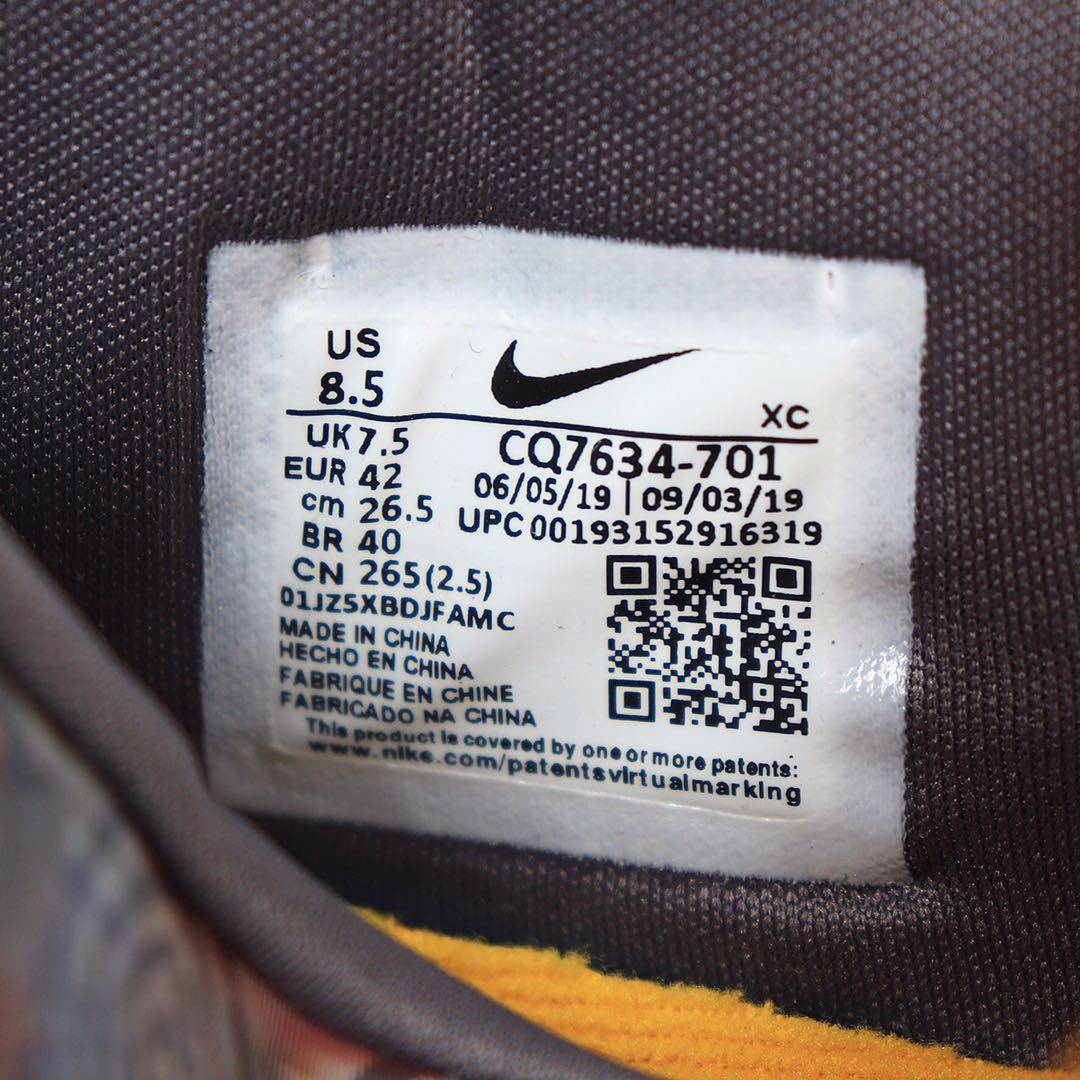 US
8.5
XC
UK 7.5
CQ7634-701
EUR 42
06/05/19 | 09/03/19
cm 26.5
UPC 00193152916319
BR 40
CN 265(2.5)
01JZ5XBDJFAMC
MADE IN CHINA
HECHO EN CHINA
FABRIQUE EN CHINE
FABRICADO NA CHINA
This product is covered by one or more patents:
www.nike.com/patentsvirtualmarking